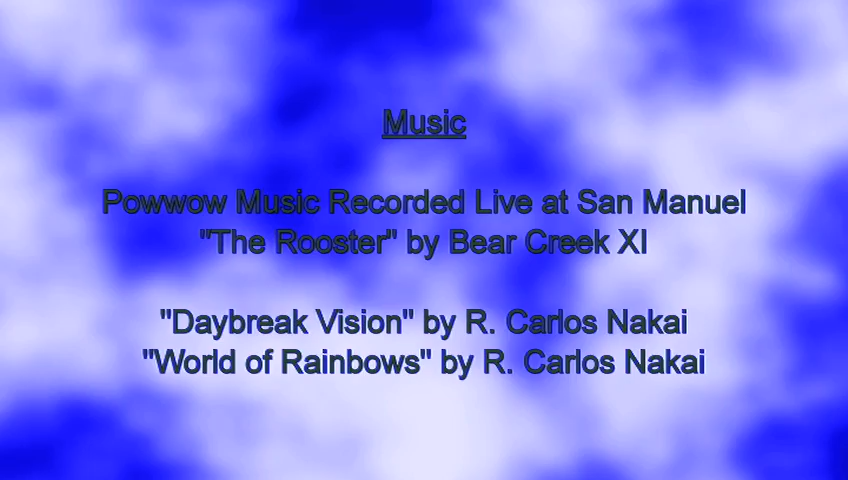 Music
Powwow Music Recorded Live at San Manuel
"The Rooster" by Bear Creek XI
"Daybreak Vision" by R. Carlos Nakai
"World of Rainbows" by R. Carlos Nakai